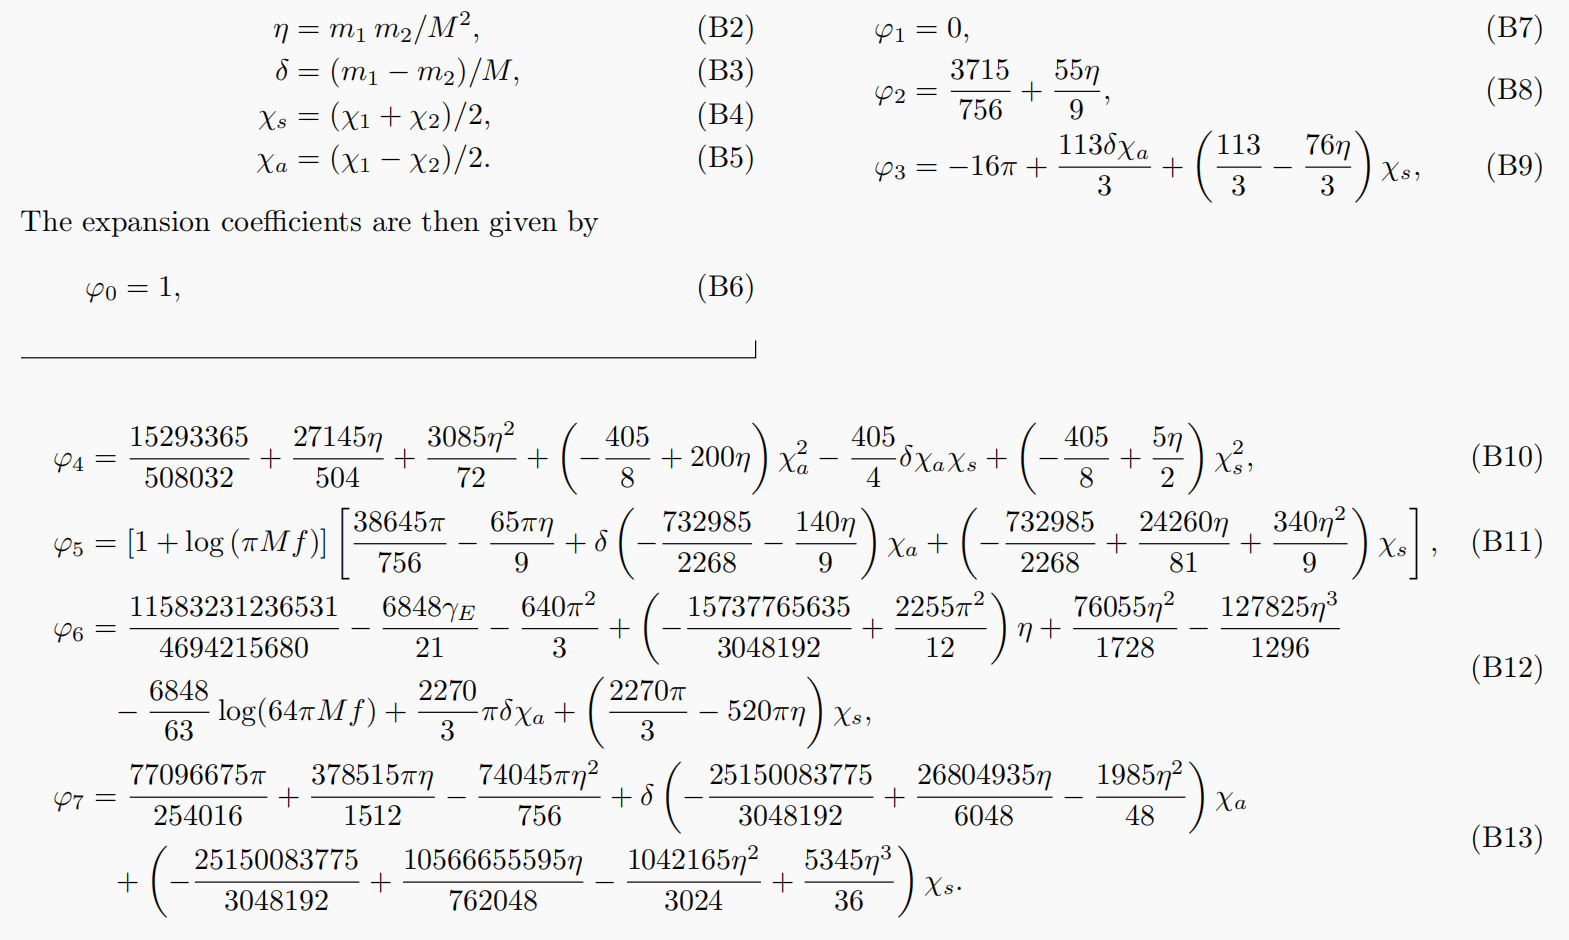 η = m₁ m₂/M², (B2)
δ = (m₁ − m₂)/M, (B3)
χₛ = (χ₁ + χ₂)/2, (B4)
χₐ = (χ₁ − χ₂)/2. (B5)
The expansion coefficients are then given by
φ₀ = 1, (B6)
φ₁ = 0, (B7)
φ₂ = 3715/756 + 55η/9, (B8)
φ₃ = −16π + 113δχₐ/3 + (113/3 − 76η/3) χₛ, (B9)
φ₄ = 15293365/508032 + 27145η/504 + 3085η²/72 + (−405/8 + 200η) χₐ² − 405/4 δχₐχₛ + (−405/8 + 5η/2) χₛ², (B10)
φ₅ = [1 + log (πMf)] [38645π/756 − 65πη/9 + δ (−732985/2268 − 140η/9) χₐ + (−732985/2268 + 24260η/81 + 340η²/9) χₛ], (B11)
φ₆ = 11583231236531/4694215680 − 6848γ_E/21 − 640π²/3 + (−15737765635/3048192 + 2255π²/12) η + 76055η²/1728 − 127825η³/1296
− 6848/63 log(64πMf) + 2270/3 πδχₐ + (2270π/3 − 520πη) χₛ, (B12)
φ₇ = 77096675π/254016 + 378515πη/1512 − 74045πη²/756 + δ (−25150083775/3048192 + 26804935η/6048 − 1985η²/48) χₐ
+ (−25150083775/3048192 + 10566655595η/762048 − 1042165η²/3024 + 5345η³/36) χₛ. (B13)